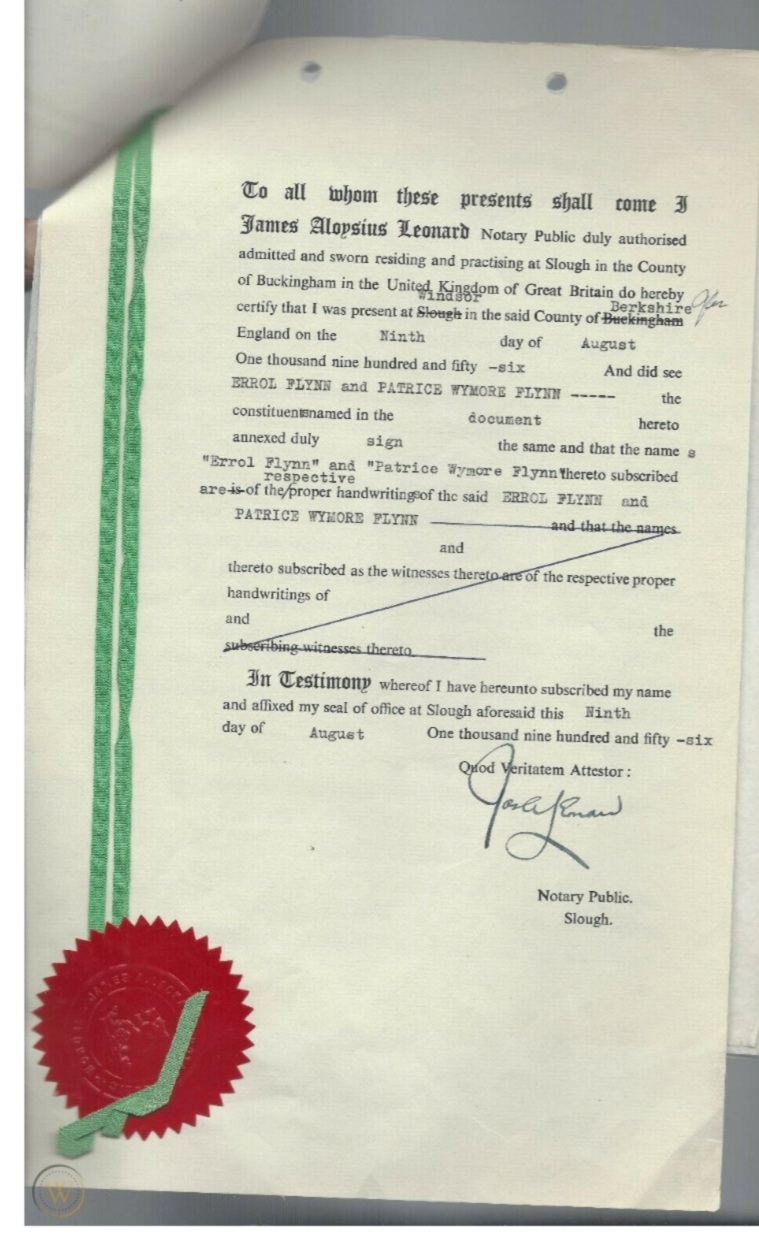 To all whom these presents shall come I
James Aloysius Leonard Notary Public duly authorised
admitted and sworn residing and practising at Slough in the County
of Buckingham in the United Kingdom of Great Britain do hereby
Windsor Berkshire
certify that I was present at Slough in the said County of Buckingham
England on the Ninth day of August
One thousand nine hundred and fifty -six And did see
ERROL FLYNN and PATRICE WYMORE FLYNN ----- the
constituents named in the document hereto
annexed duly sign the same and that the name s
"Errol Flynn" and "Patrice Wymore Flynn" thereto subscribed
respective
are is of the/proper handwritings of the said ERROL FLYNN and
PATRICE WYMORE FLYNN and that the names
and
thereto subscribed as the witnesses thereto are of the respective proper
handwritings of
and the
subscribing witnesses thereto
In Testimony whereof I have hereunto subscribed my name
and affixed my seal of office at Slough aforesaid this Ninth
day of August One thousand nine hundred and fifty -six
Quod Veritatem Attestor :
Notary Public.
Slough.
W